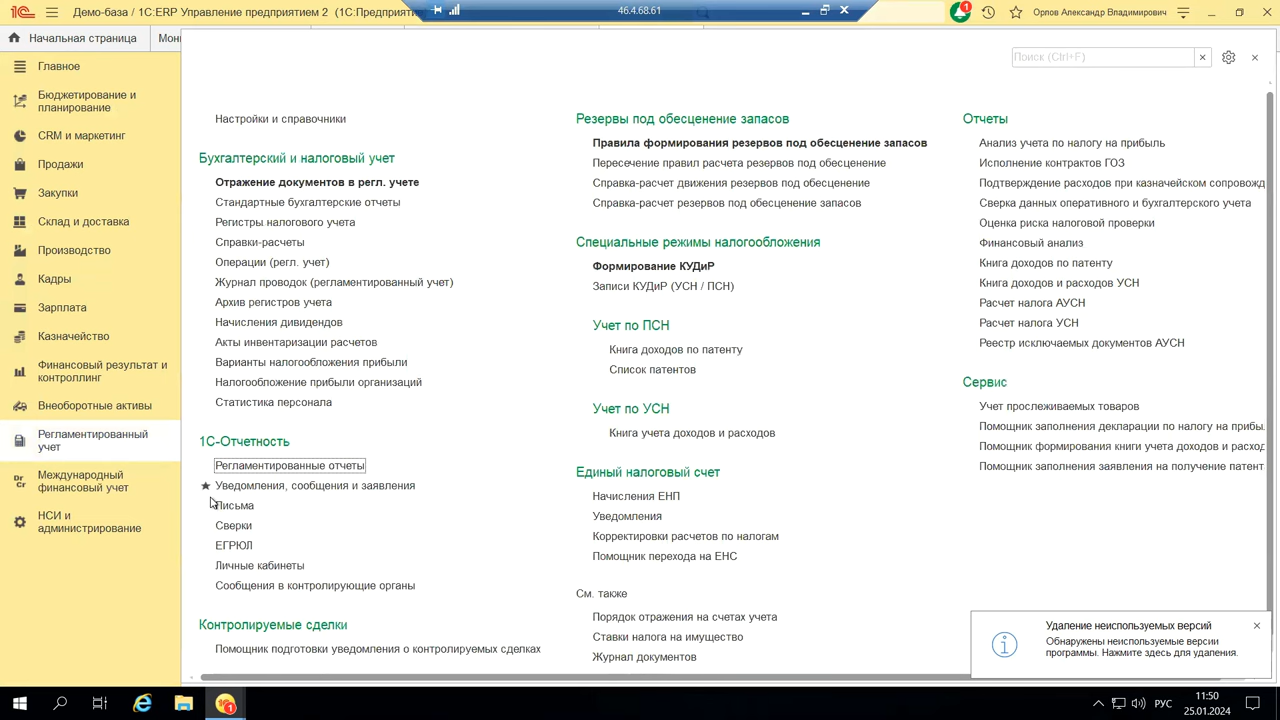 Демо-база / 1С:ERP Управление предприятием 2 (1С:Предприят
46.4.68.61
1
Орлов Александр Владимирович
Начальная страница
Мон
Главное
Бюджетирование и
планирование
CRM и маркетинг
Продажи
Закупки
Склад и доставка
Производство
Кадры
Зарплата
Казначейство
Финансовый результат и
контроллинг
Внеоборотные активы
Регламентированный
учет
Международный
финансовый учет
НСИ и
администрирование
Поиск (Ctrl+F)
Настройки и справочники
Бухгалтерский и налоговый учет
Отражение документов в регл. учете
Стандартные бухгалтерские отчеты
Регистры налогового учета
Справки-расчеты
Операции (регл. учет)
Журнал проводок (регламентированный учет)
Архив регистров учета
Начисления дивидендов
Акты инвентаризации расчетов
Варианты налогообложения прибыли
Налогообложение прибыли организаций
Статистика персонала
1С-Отчетность
Регламентированные отчеты
Уведомления, сообщения и заявления
Письма
Сверки
ЕГРЮЛ
Личные кабинеты
Сообщения в контролирующие органы
Контролируемые сделки
Помощник подготовки уведомления о контролируемых сделках
Резервы под обесценение запасов
Правила формирования резервов под обесценение запасов
Пересечение правил расчета резервов под обесценение
Справка-расчет движения резервов под обесценение
Справка-расчет резервов под обесценение запасов
Специальные режимы налогообложения
Формирование КУДиР
Записи КУДиР (УСН / ПСН)
Учет по ПСН
Книга доходов по патенту
Список патентов
Учет по УСН
Книга учета доходов и расходов
Единый налоговый счет
Начисления ЕНП
Уведомления
Корректировки расчетов по налогам
Помощник перехода на ЕНС
См. также
Порядок отражения на счетах учета
Ставки налога на имущество
Журнал документов
Отчеты
Анализ учета по налогу на прибыль
Исполнение контрактов ГОЗ
Подтверждение расходов при казначейском сопровожд
Сверка данных оперативного и бухгалтерского учета
Оценка риска налоговой проверки
Финансовый анализ
Книга доходов по патенту
Книга доходов и расходов УСН
Расчет налога АУСН
Расчет налога УСН
Реестр исключаемых документов АУСН
Сервис
Учет прослеживаемых товаров
Помощник заполнения декларации по налогу на прибы
Помощник формирования книги учета доходов и расход
Помощник заполнения заявления на получение патент
Удаление неиспользуемых версий
Обнаружены неиспользуемые версии
программы. Нажмите здесь для удаления.
РУС
11:50
25.01.2024